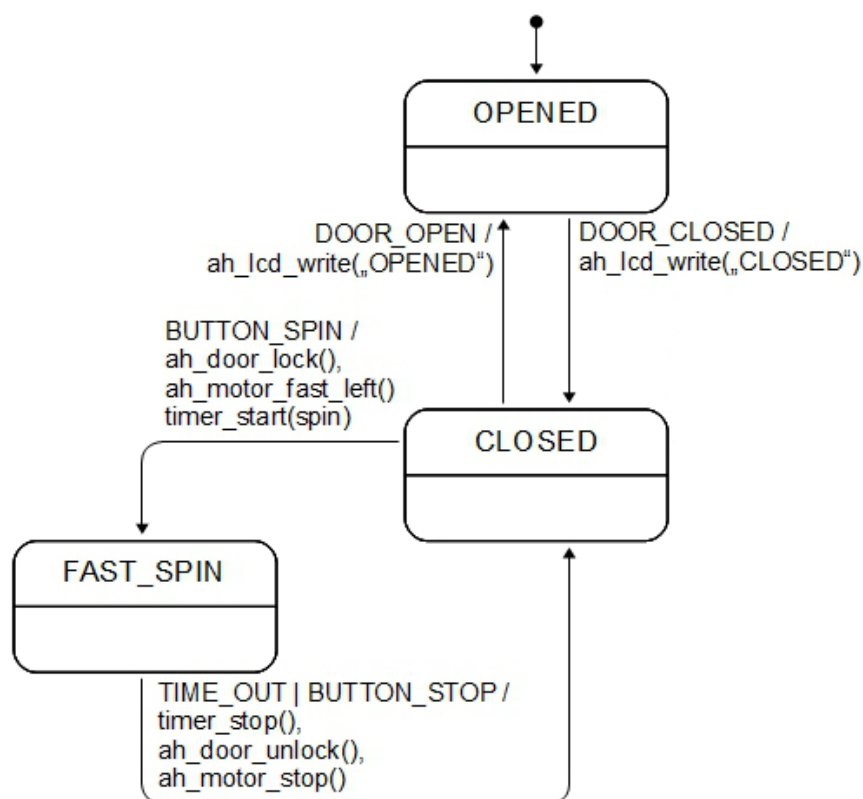 OPENED
DOOR_OPEN /
ah_lcd_write(„OPENED“)
DOOR_CLOSED /
ah_lcd_write(„CLOSED“)
BUTTON_SPIN /
ah_door_lock(),
ah_motor_fast_left()
timer_start(spin)
CLOSED
FAST_SPIN
TIME_OUT | BUTTON_STOP /
timer_stop(),
ah_door_unlock(),
ah_motor_stop()